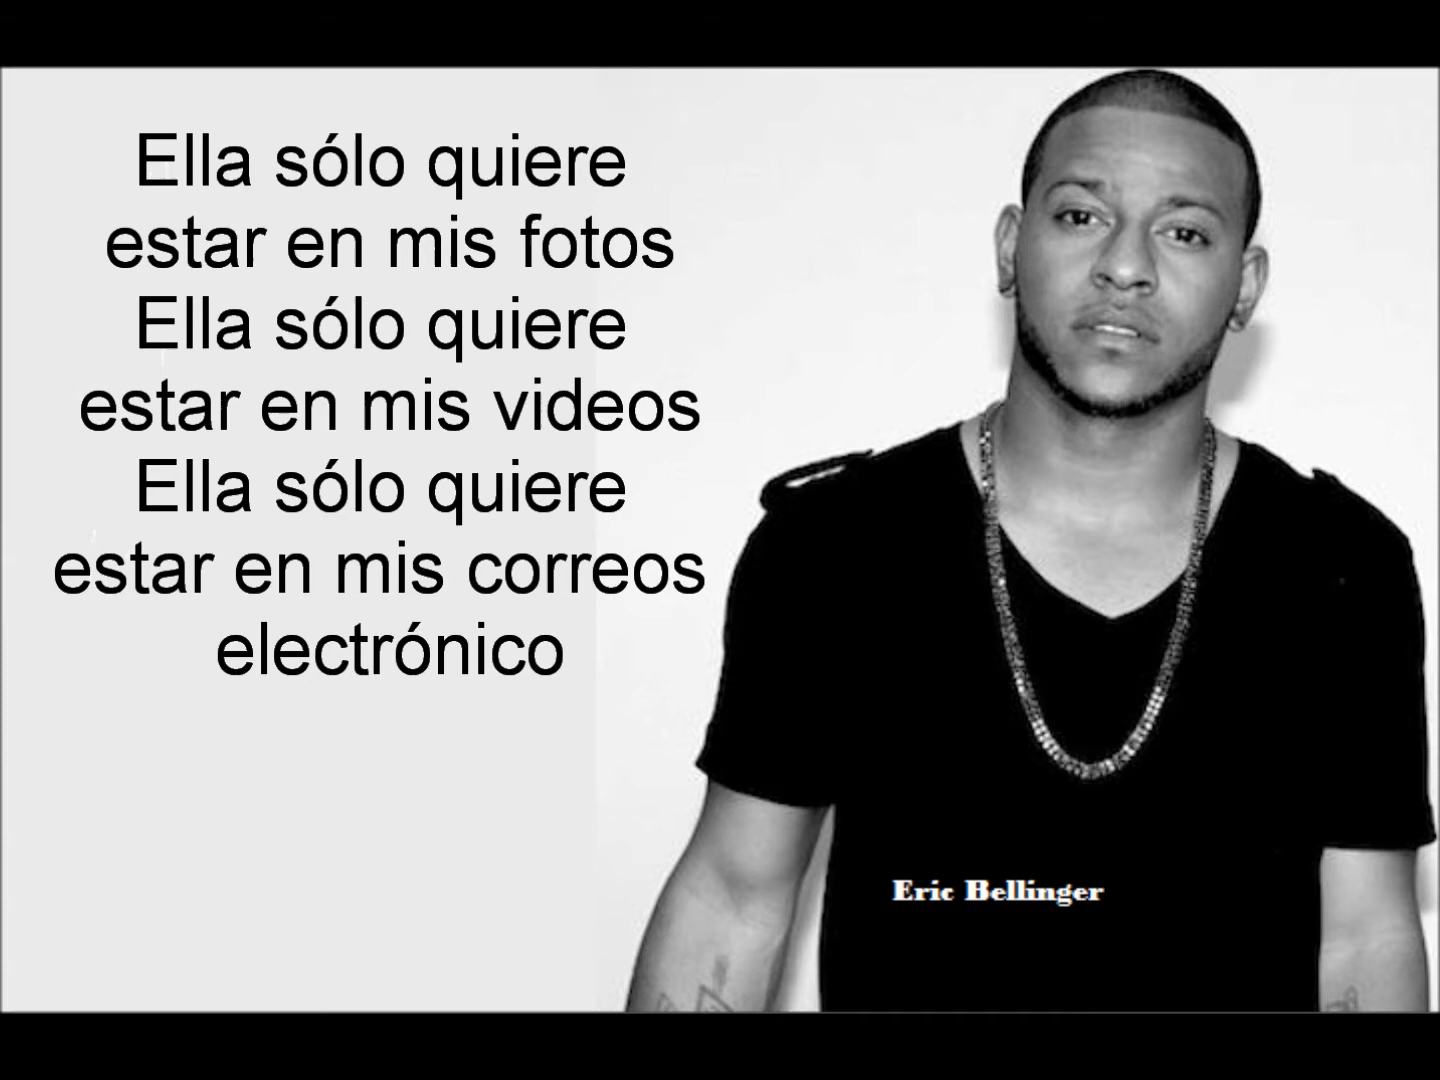 Ella sólo quiere
estar en mis fotos
Ella sólo quiere
estar en mis videos
Ella sólo quiere
estar en mis correos
electrónico
Eric Bellinger